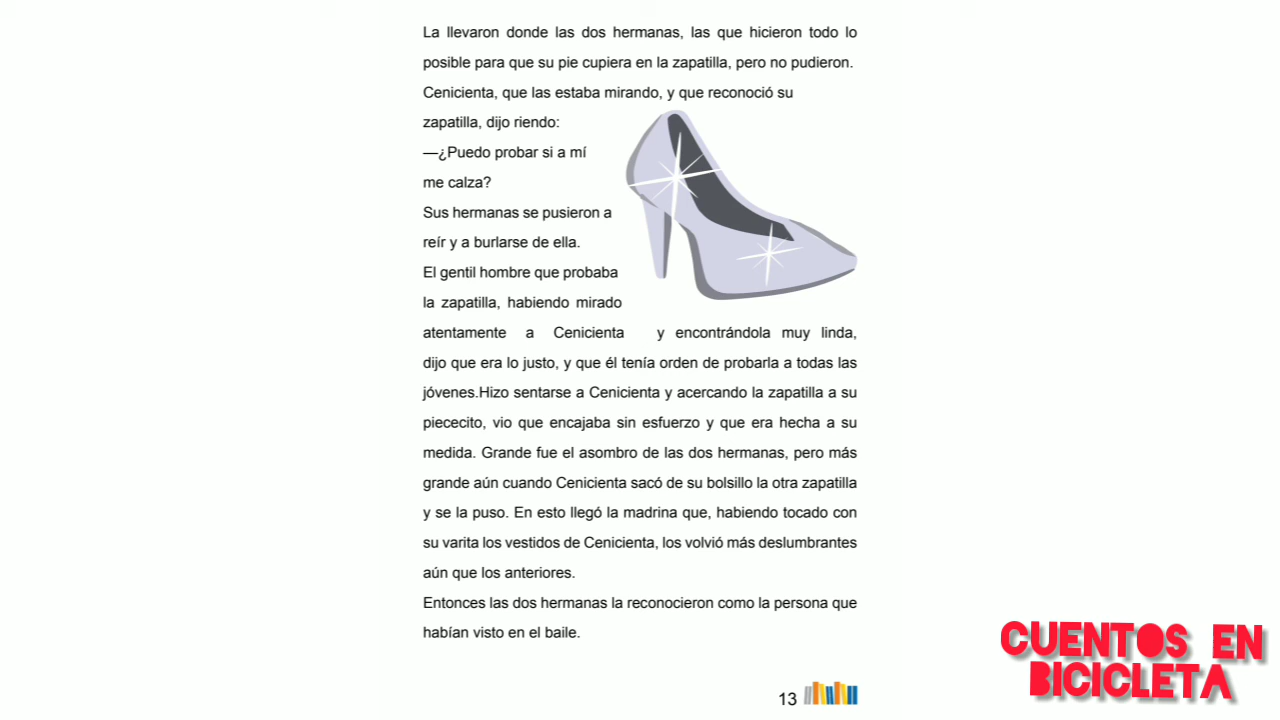 La llevaron donde las dos hermanas, las que hicieron todo lo
posible para que su pie cupiera en la zapatilla, pero no pudieron.
Cenicienta, que las estaba mirando, y que reconoció su
zapatilla, dijo riendo:
—¿Puedo probar si a mí
me calza?
Sus hermanas se pusieron a
reír y a burlarse de ella.
El gentil hombre que probaba
la zapatilla, habiendo mirado
atentamente a Cenicienta y encontrándola muy linda,
dijo que era lo justo, y que él tenía orden de probarla a todas las
jóvenes.Hizo sentarse a Cenicienta y acercando la zapatilla a su
piececito, vio que encajaba sin esfuerzo y que era hecha a su
medida. Grande fue el asombro de las dos hermanas, pero más
grande aún cuando Cenicienta sacó de su bolsillo la otra zapatilla
y se la puso. En esto llegó la madrina que, habiendo tocado con
su varita los vestidos de Cenicienta, los volvió más deslumbrantes
aún que los anteriores.
Entonces las dos hermanas la reconocieron como la persona que
habían visto en el baile.
13
CUENTOS EN
BICICLETA